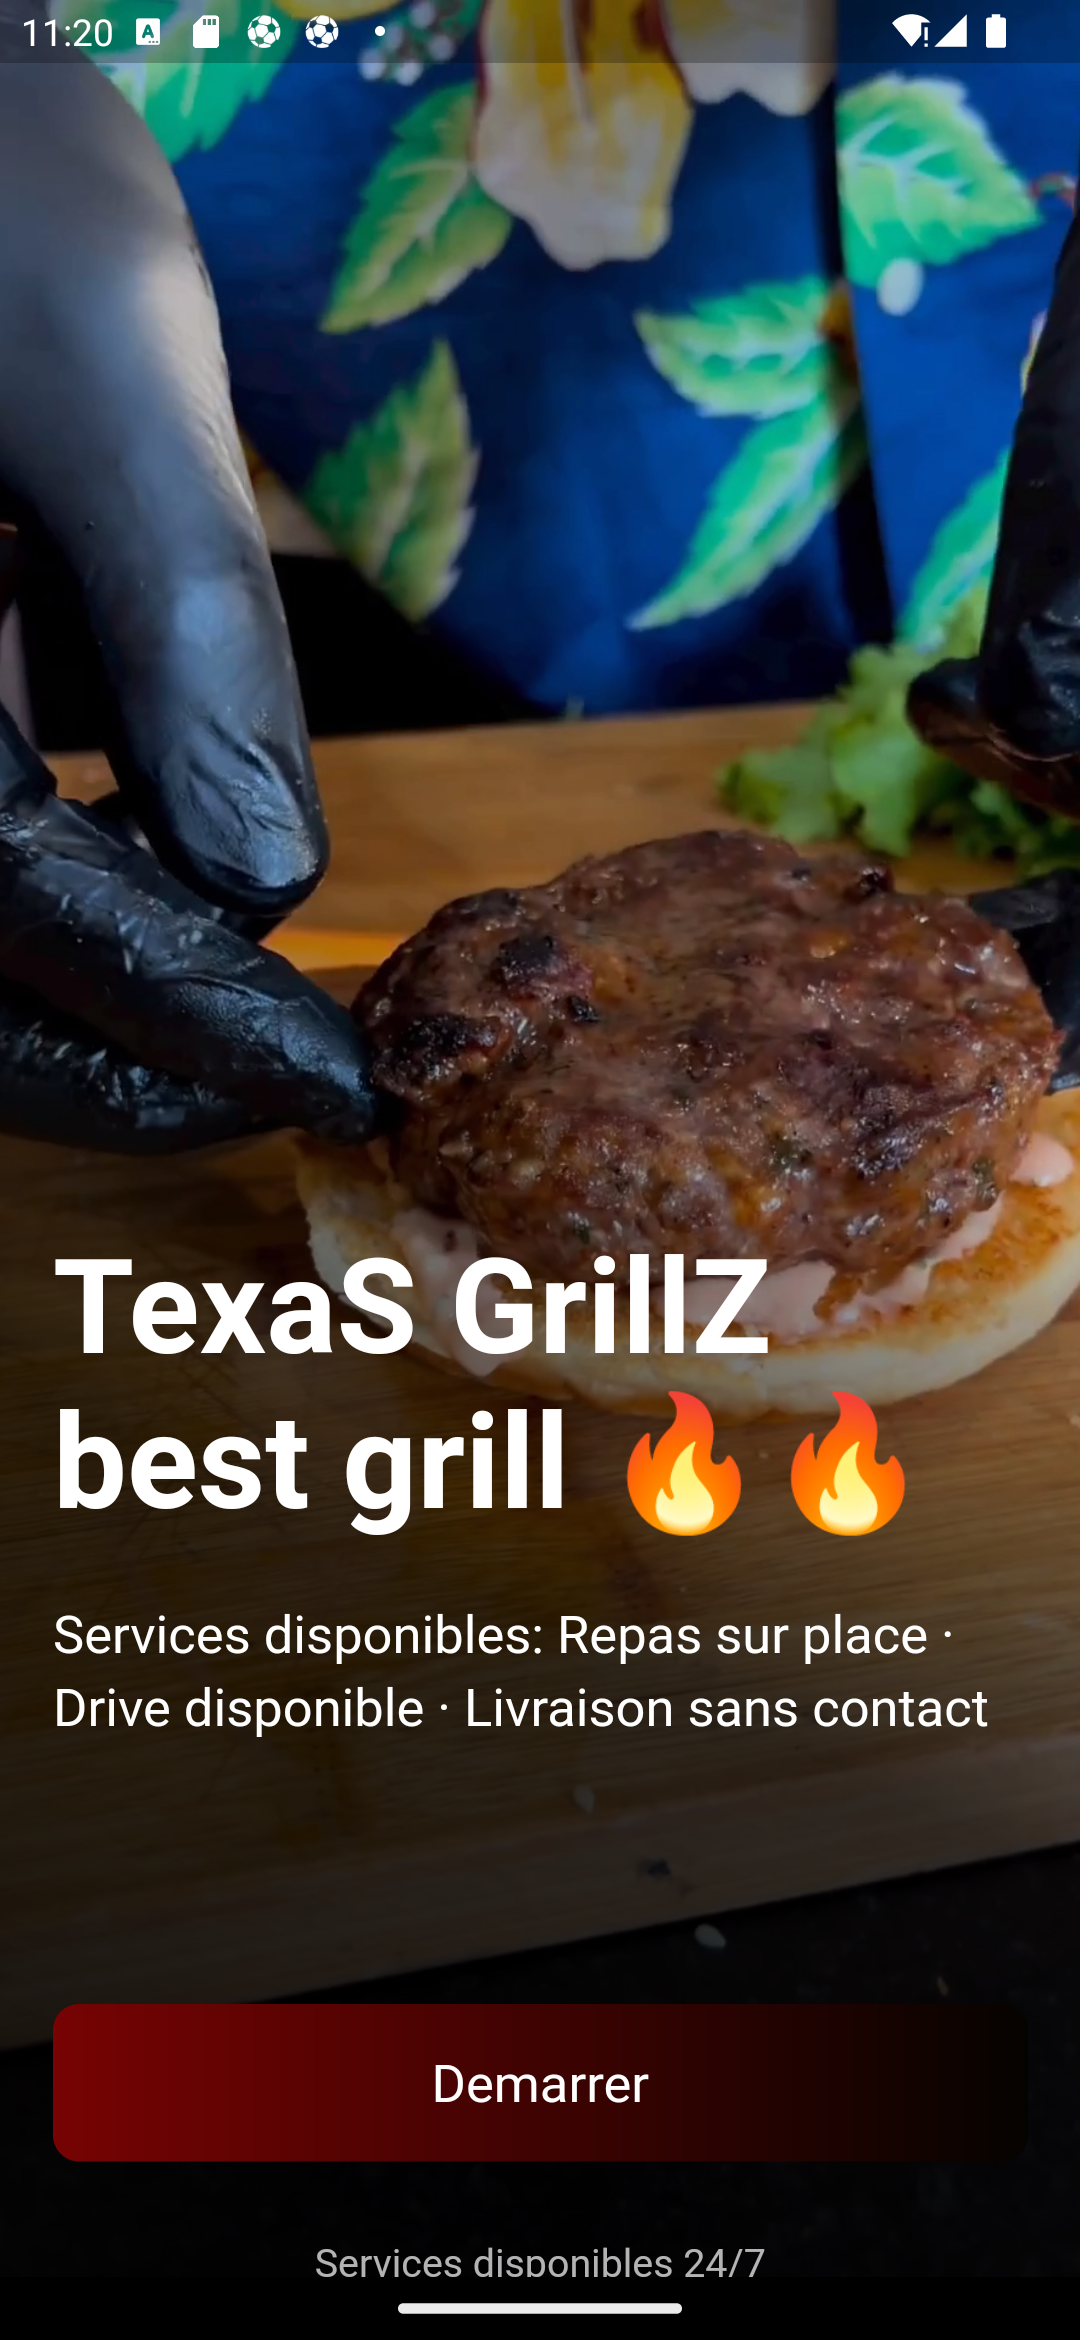 11:20
TexaS GrillZ
best grill 🔥🔥
Services disponibles: Repas sur place ·
Drive disponible · Livraison sans contact
Demarrer
Services disponibles 24/7